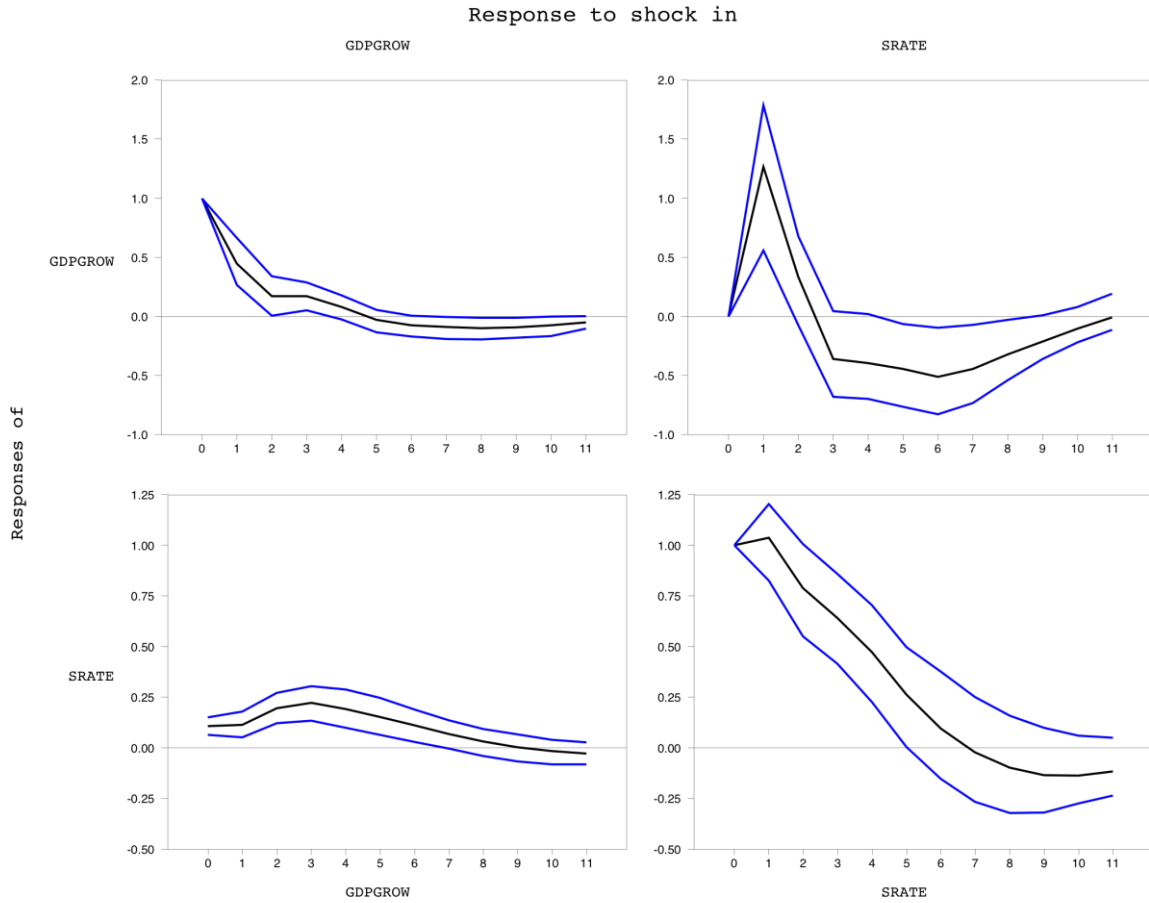 Response to shock in
GDPGROW SRATE
2.0 2.0
1.5 1.5
1.0 1.0
0.5 0.5
GDPGROW
0.0 0.0
-0.5 -0.5
-1.0 -1.0
0 1 2 3 4 5 6 7 8 9 10 11 0 1 2 3 4 5 6 7 8 9 10 11
Responses of
1.25 1.25
1.00 1.00
0.75 0.75
0.50 0.50
SRATE
0.25 0.25
0.00 0.00
-0.25 -0.25
-0.50 -0.50
0 1 2 3 4 5 6 7 8 9 10 11 0 1 2 3 4 5 6 7 8 9 10 11
GDPGROW SRATE